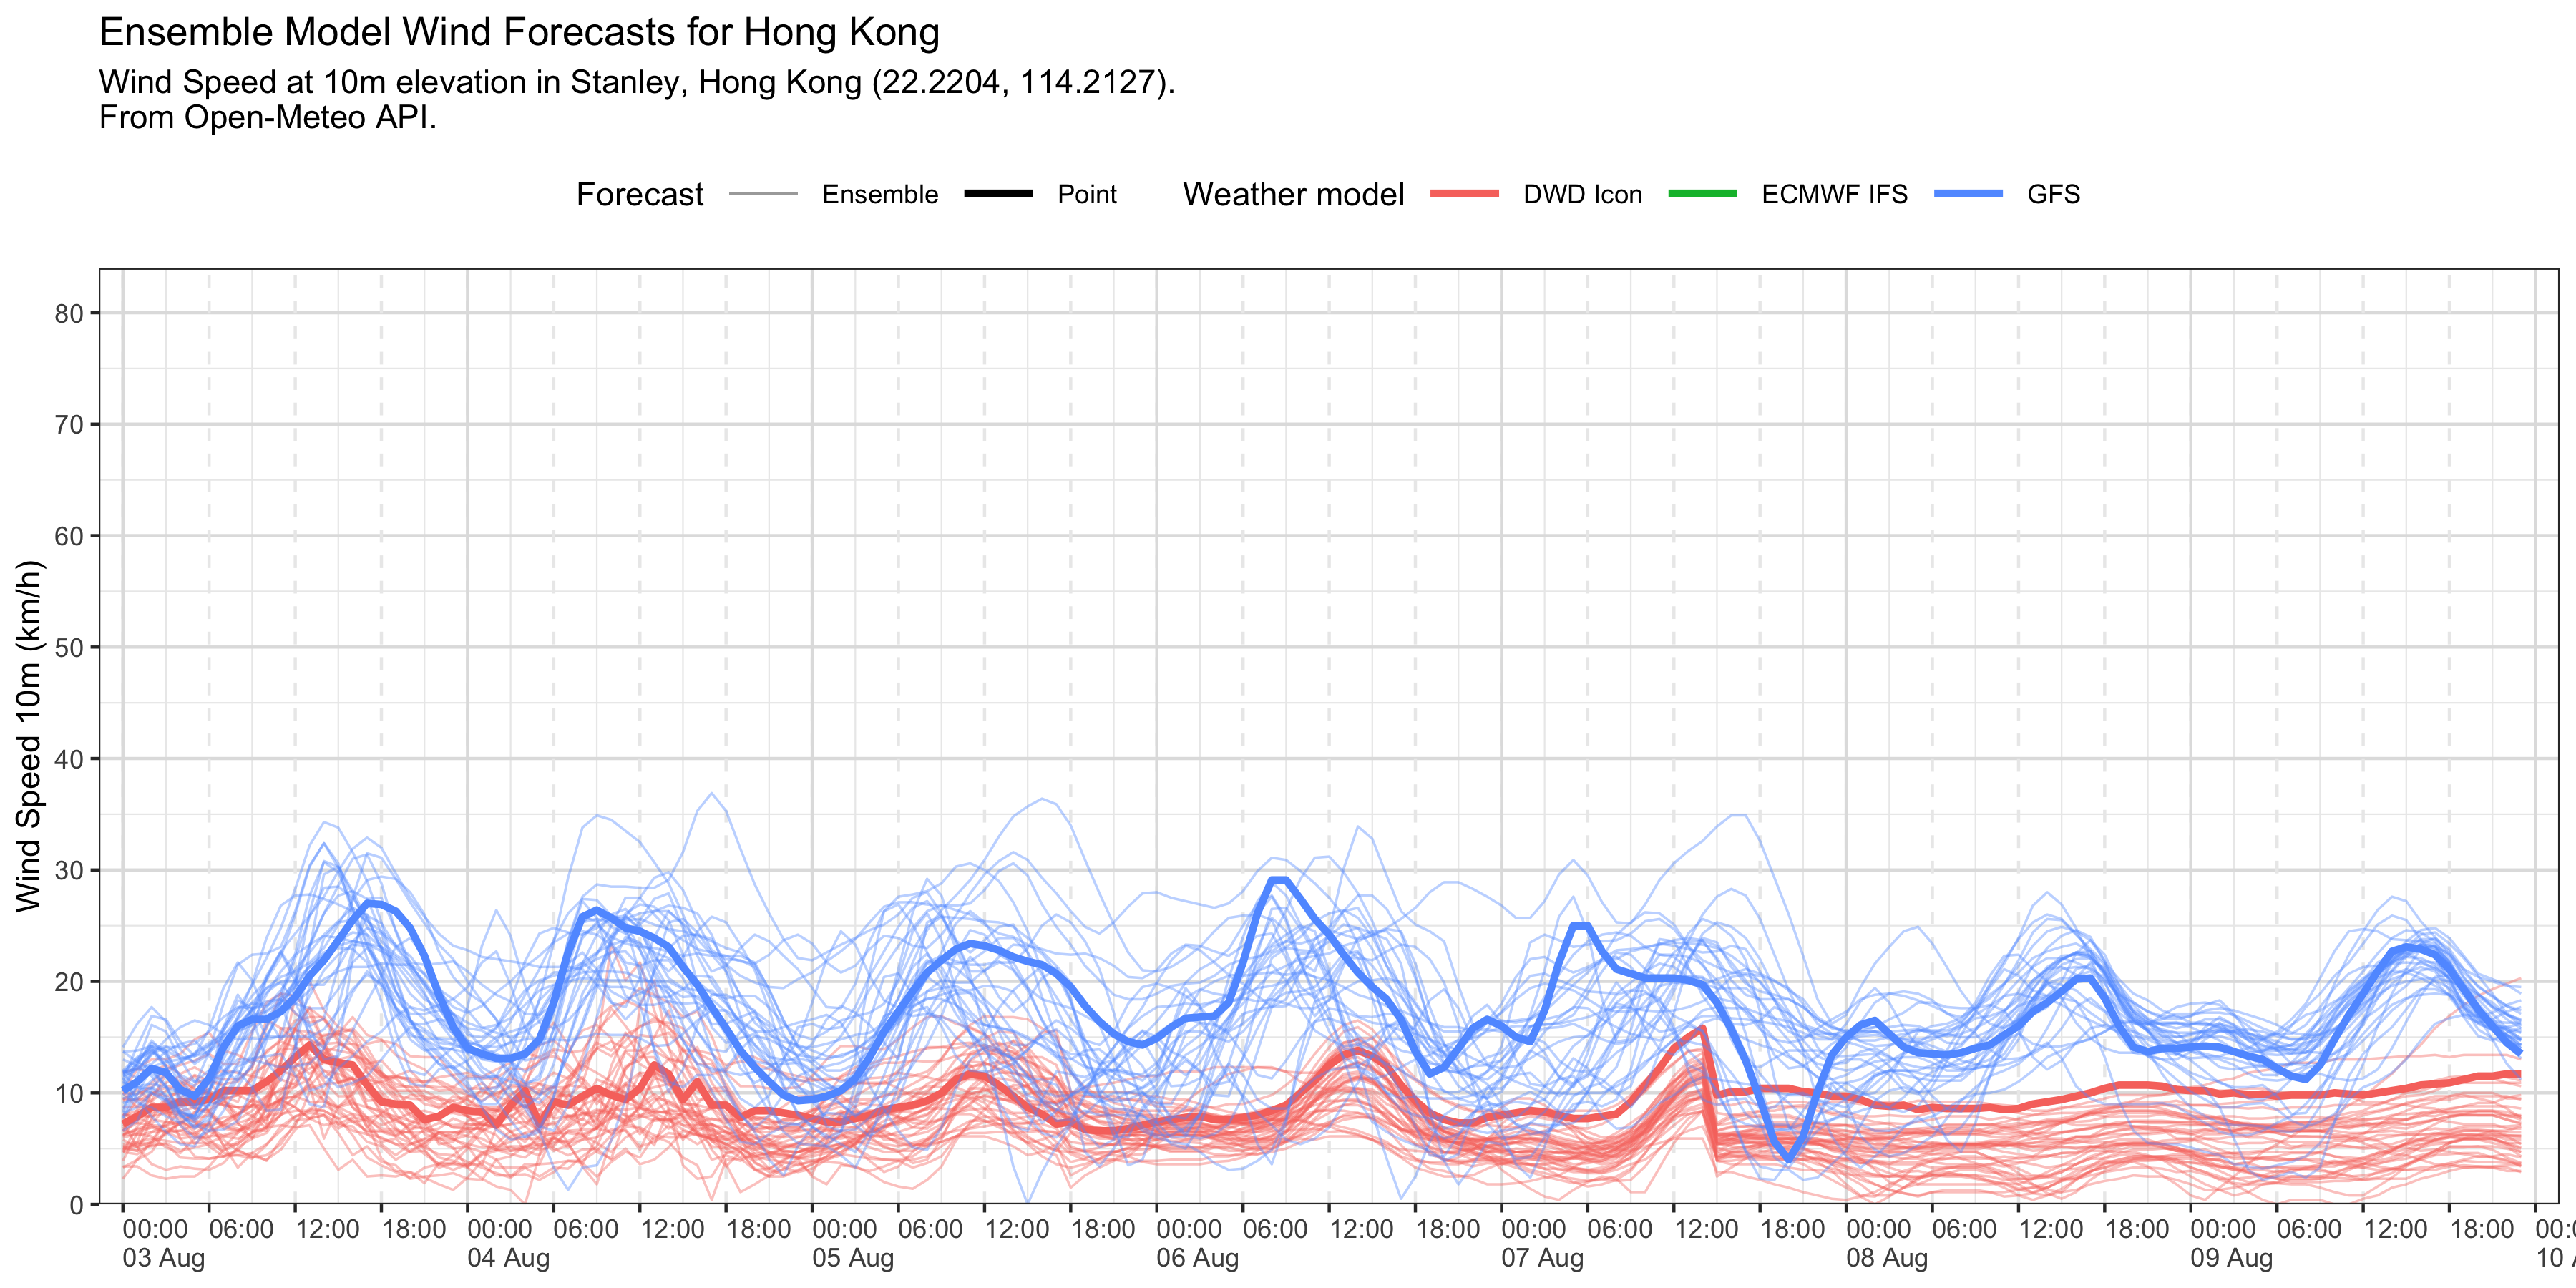 Ensemble Model Wind Forecasts for Hong Kong
Wind Speed at 10m elevation in Stanley, Hong Kong (22.2204, 114.2127).
From Open-Meteo API.
Forecast Ensemble Point Weather model DWD Icon ECMWF IFS GFS
Wind Speed 10m (km/h)
80
70
60
50
40
30
20
10
0
00:00 06:00 12:00 18:00 00:00 06:00 12:00 18:00 00:00 06:00 12:00 18:00 00:00 06:00 12:00 18:00 00:00 06:00 12:00 18:00 00:00 06:00 12:00 18:00 00:00 06:00 12:00 18:00
03 Aug 04 Aug 05 Aug 06 Aug 07 Aug 08 Aug 09 Aug 10